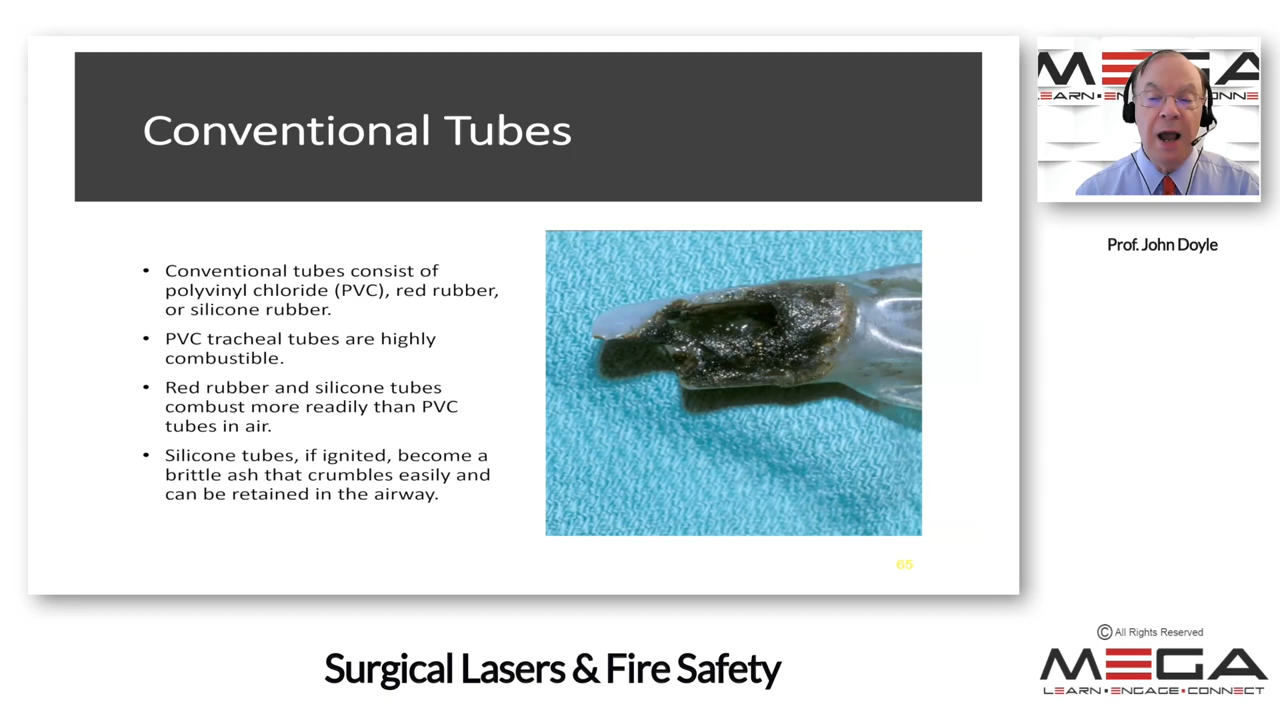 Conventional Tubes
• Conventional tubes consist of
polyvinyl chloride (PVC), red rubber,
or silicone rubber.
• PVC tracheal tubes are highly
combustible.
• Red rubber and silicone tubes
combust more readily than PVC
tubes in air.
• Silicone tubes, if ignited, become a
brittle ash that crumbles easily and
can be retained in the airway.
65
Prof. John Doyle
Surgical Lasers & Fire Safety
© All Rights Reserved
MEGA
LEARN ▪ ENGAGE ▪ CONNECT